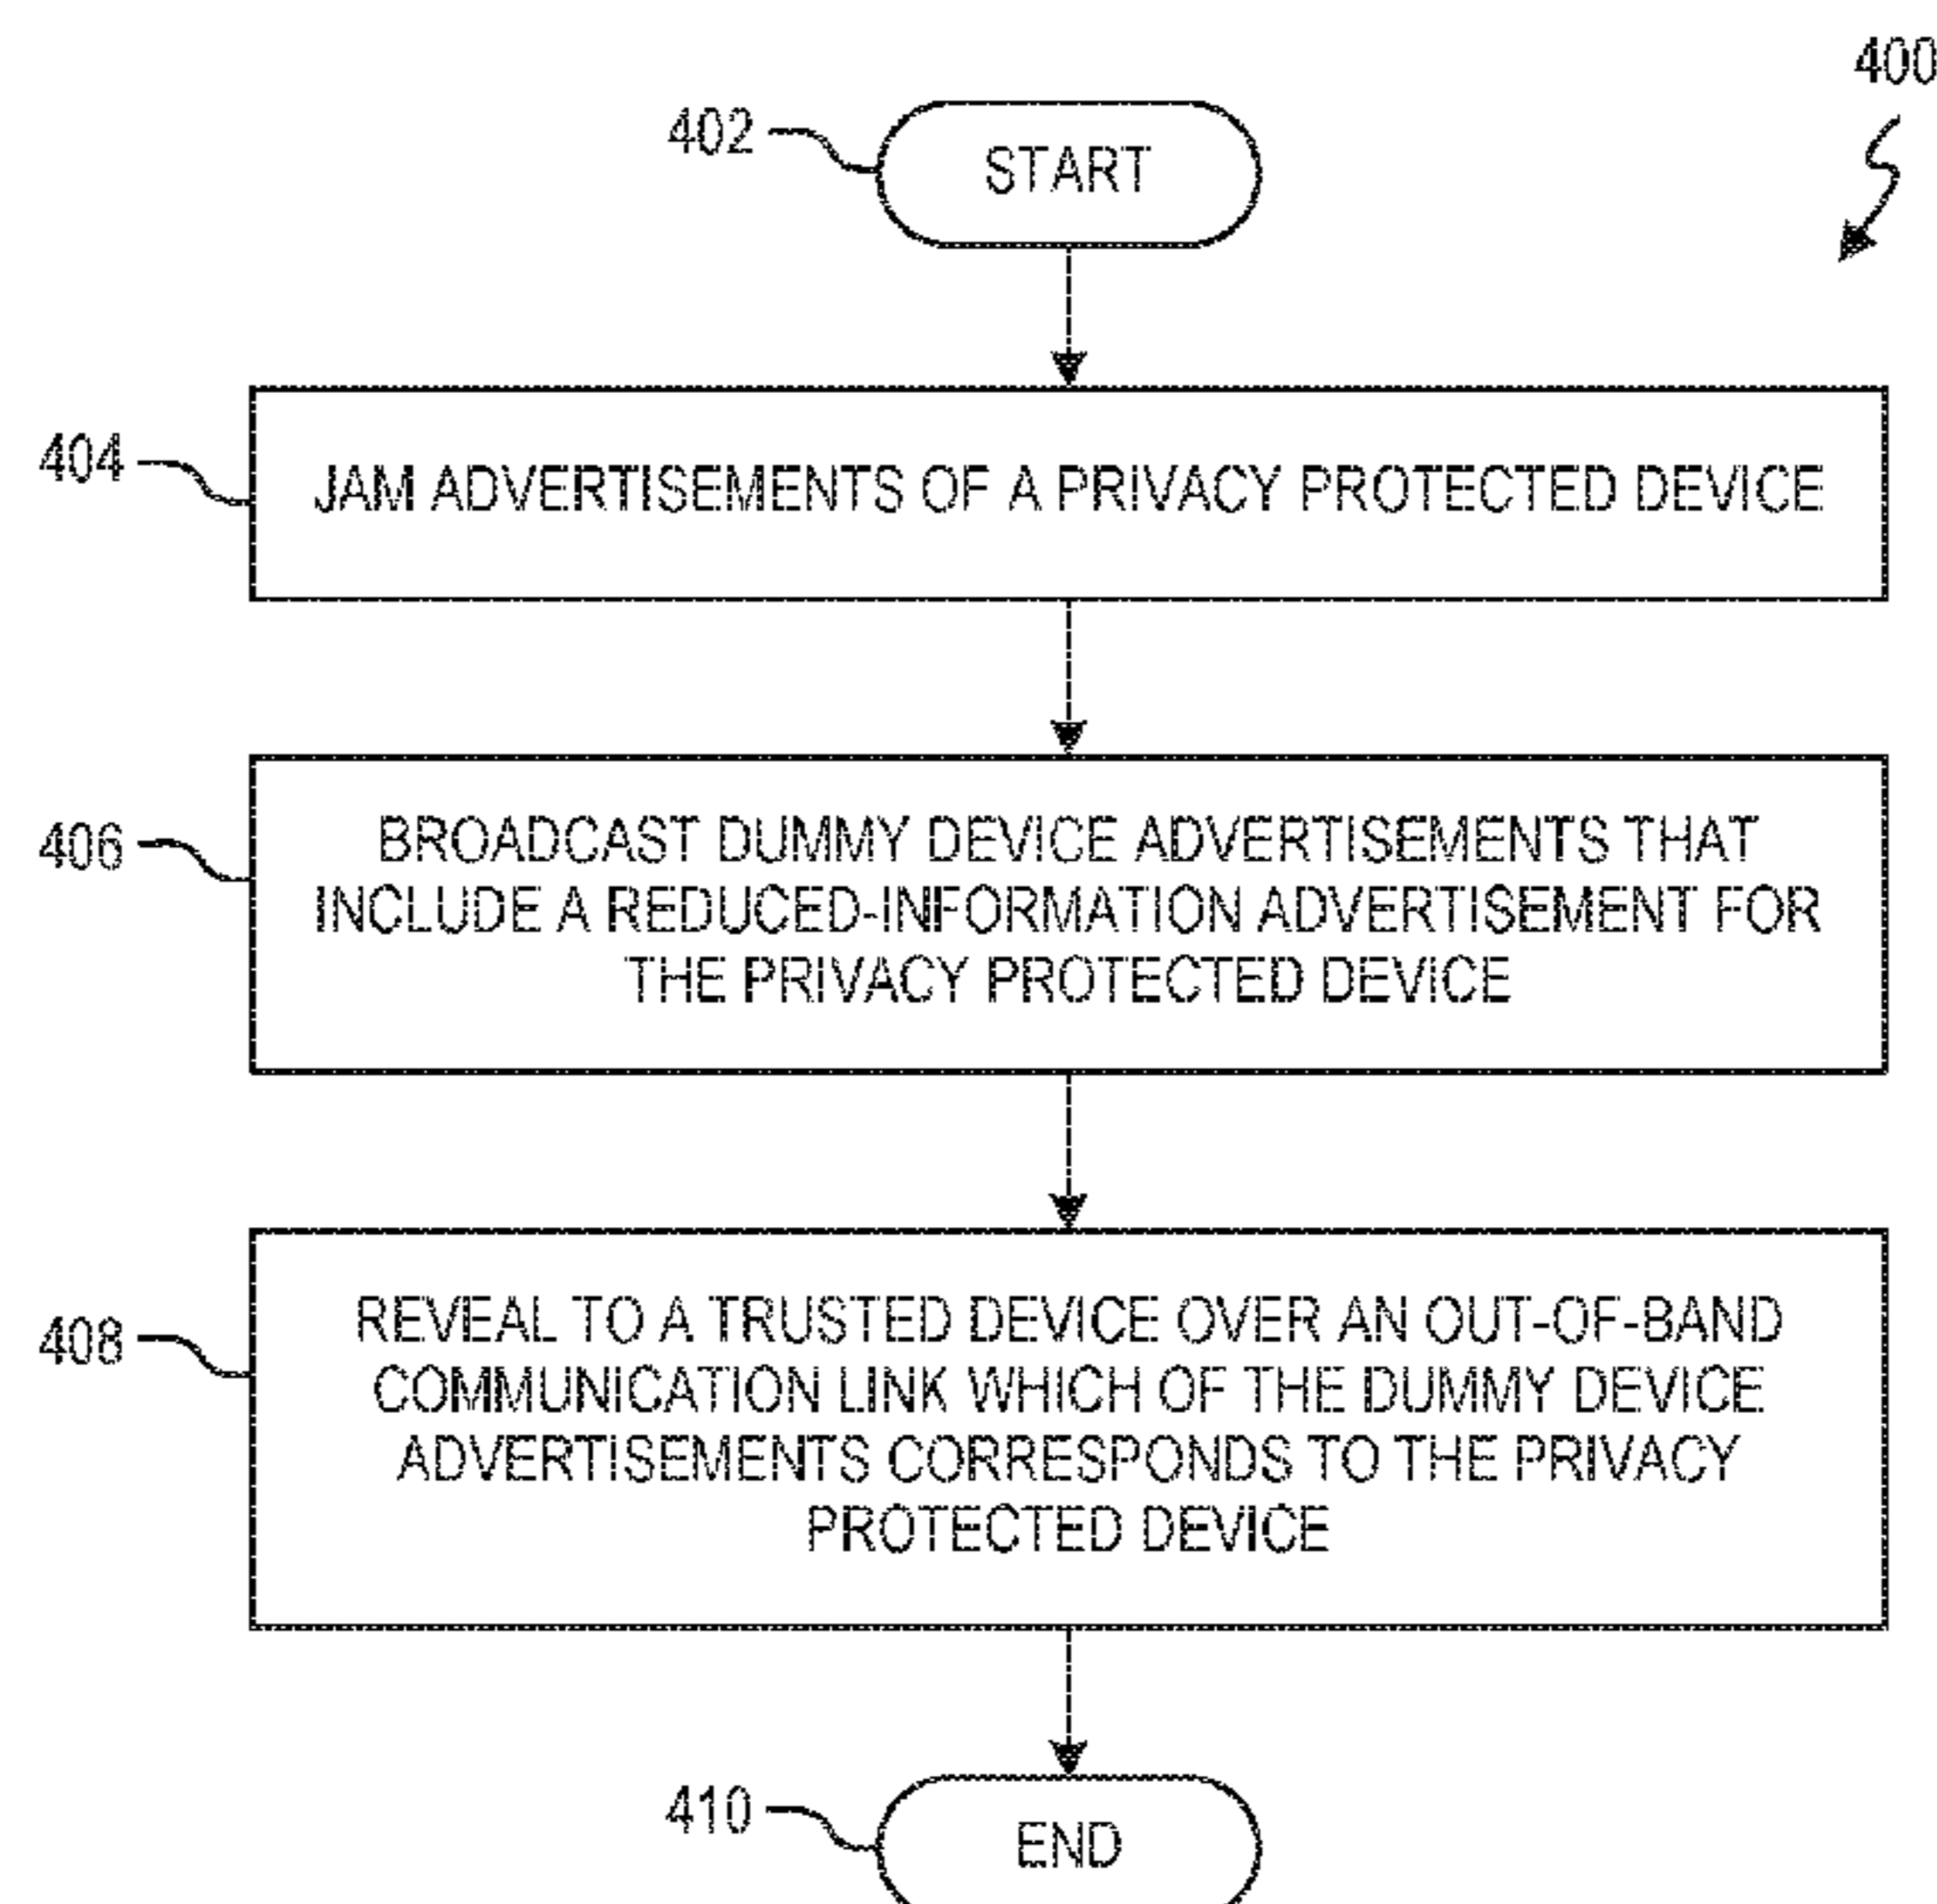 400
402
START
404
JAM ADVERTISEMENTS OF A PRIVACY PROTECTED DEVICE
406
BROADCAST DUMMY DEVICE ADVERTISEMENTS THAT
INCLUDE A REDUCED-INFORMATION ADVERTISEMENT FOR
THE PRIVACY PROTECTED DEVICE
408
REVEAL TO A TRUSTED DEVICE OVER AN OUT-OF-BAND
COMMUNICATION LINK WHICH OF THE DUMMY DEVICE
ADVERTISEMENTS CORRESPONDS TO THE PRIVACY
PROTECTED DEVICE
410
END